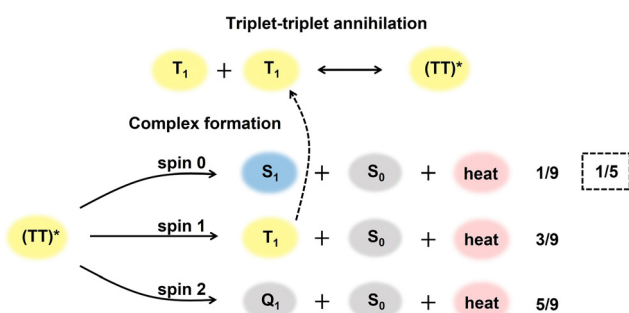 Triplet-triplet annihilation
T₁ + T₁ (TT)*
Complex formation
spin 0 S₁ + S₀ + heat 1/9 1/5
(TT)* spin 1 T₁ + S₀ + heat 3/9
spin 2 Q₁ + S₀ + heat 5/9